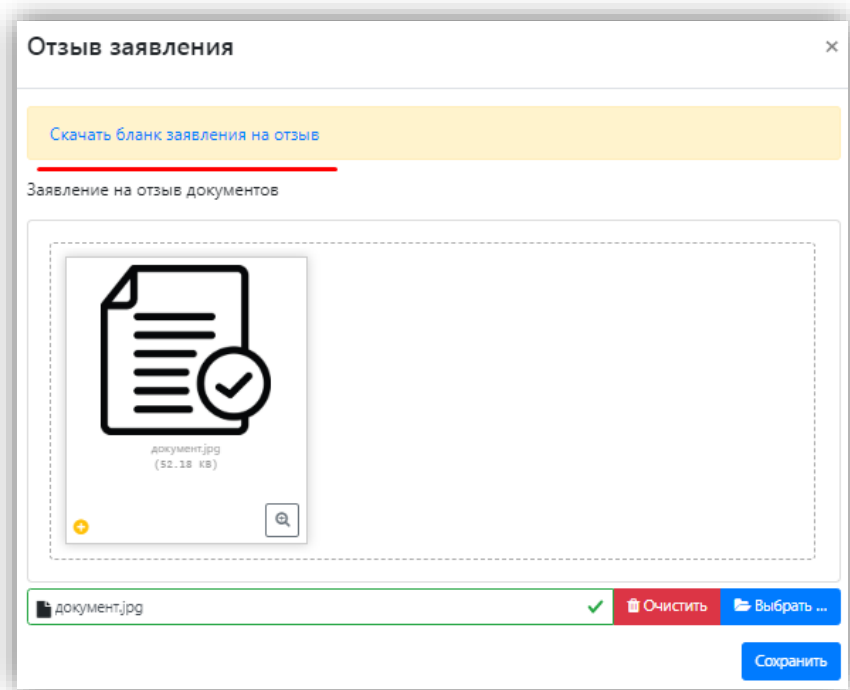 Отзыв заявления
×
Скачать бланк заявления на отзыв
Заявление на отзыв документов
документ.jpg
(52.18 KB)
документ.jpg
Очистить
Выбрать ...
Сохранить